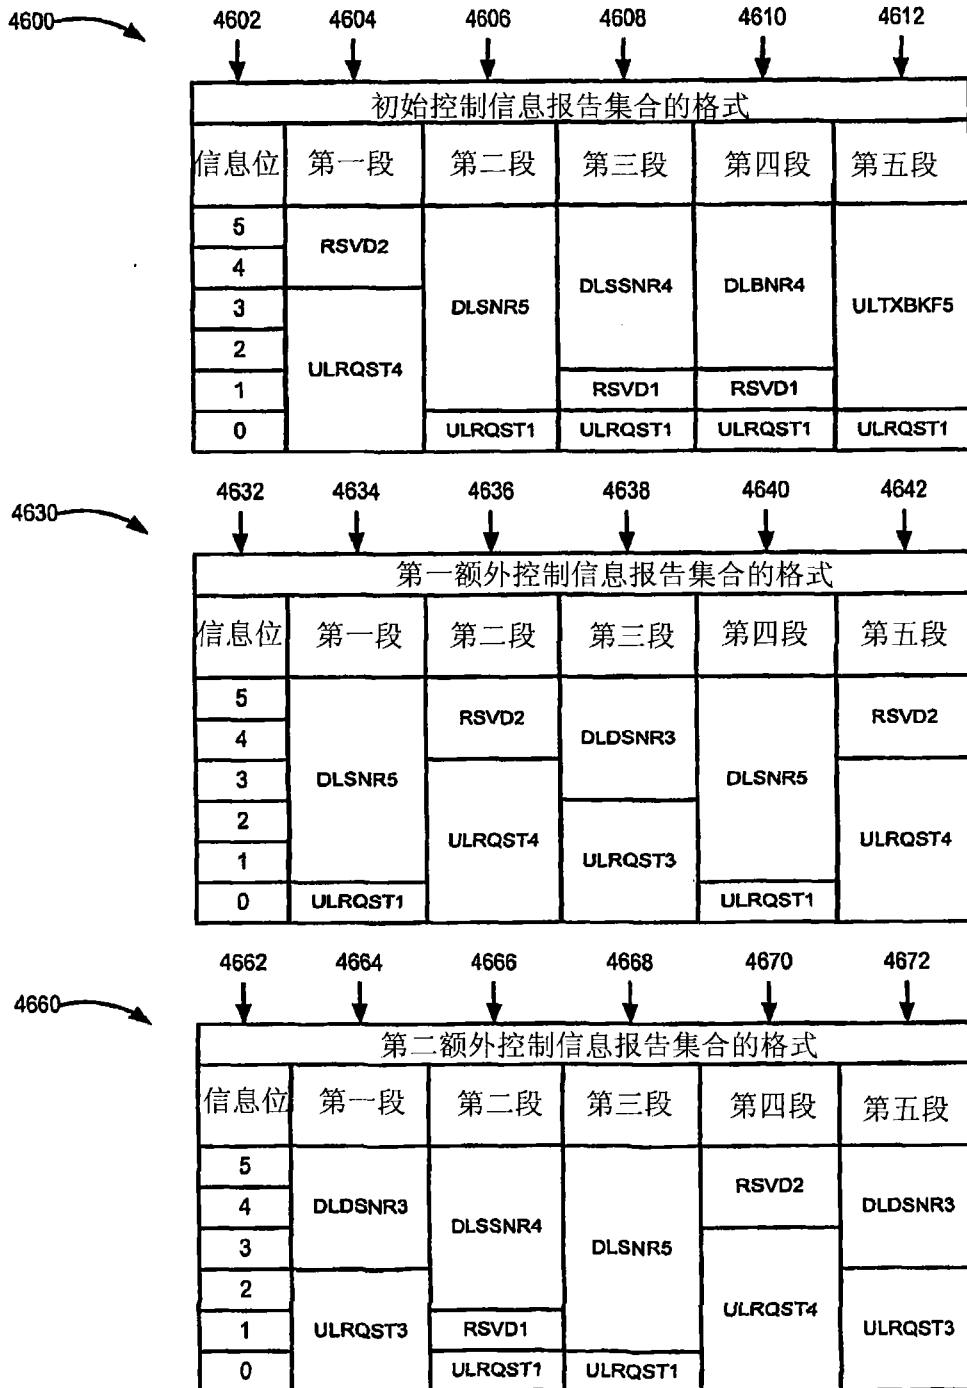 4600 4602 4604 4606 4608 4610 4612
初始控制信息报告集合的格式
信息位 第一段 第二段 第三段 第四段 第五段
5
RSVD2
4
DLSSNR4 DLBNR4
3 DLSNR5 ULTXBKF5
2
ULRQST4
1 RSVD1 RSVD1
0 ULRQST1 ULRQST1 ULRQST1 ULRQST1
4630 4632 4634 4636 4638 4640 4642
第一额外控制信息报告集合的格式
信息位 第一段 第二段 第三段 第四段 第五段
5
RSVD2 RSVD2
4 DLDSNR3
3 DLSNR5 DLSNR5
2
ULRQST4 ULRQST4
1 ULRQST3
0 ULRQST1 ULRQST1
4660 4662 4664 4666 4668 4670 4672
第二额外控制信息报告集合的格式
信息位 第一段 第二段 第三段 第四段 第五段
5
RSVD2
4 DLDSNR3 DLDSNR3
DLSSNR4
3 DLSNR5
2
ULRQST4
1 ULRQST3 RSVD1 ULRQST3
0 ULRQST1 ULRQST1